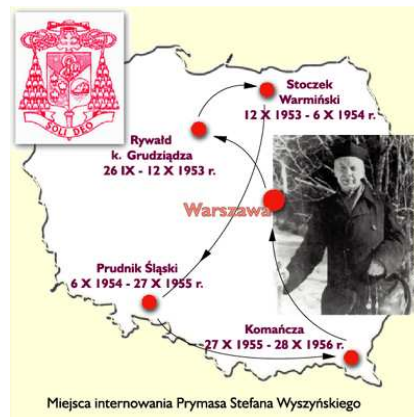 SOLI DEO
Stoczek
Warmiński
12 X 1953 - 6 X 1954 r.
Rywałd
k. Grudziądza
26 IX - 12 X 1953 r.
Warszawa
Prudnik Śląski
6 X 1954 - 27 X 1955 r.
Komańcza
27 X 1955 - 28 X 1956 r.
Miejsca internowania Prymasa Stefana Wyszyńskiego